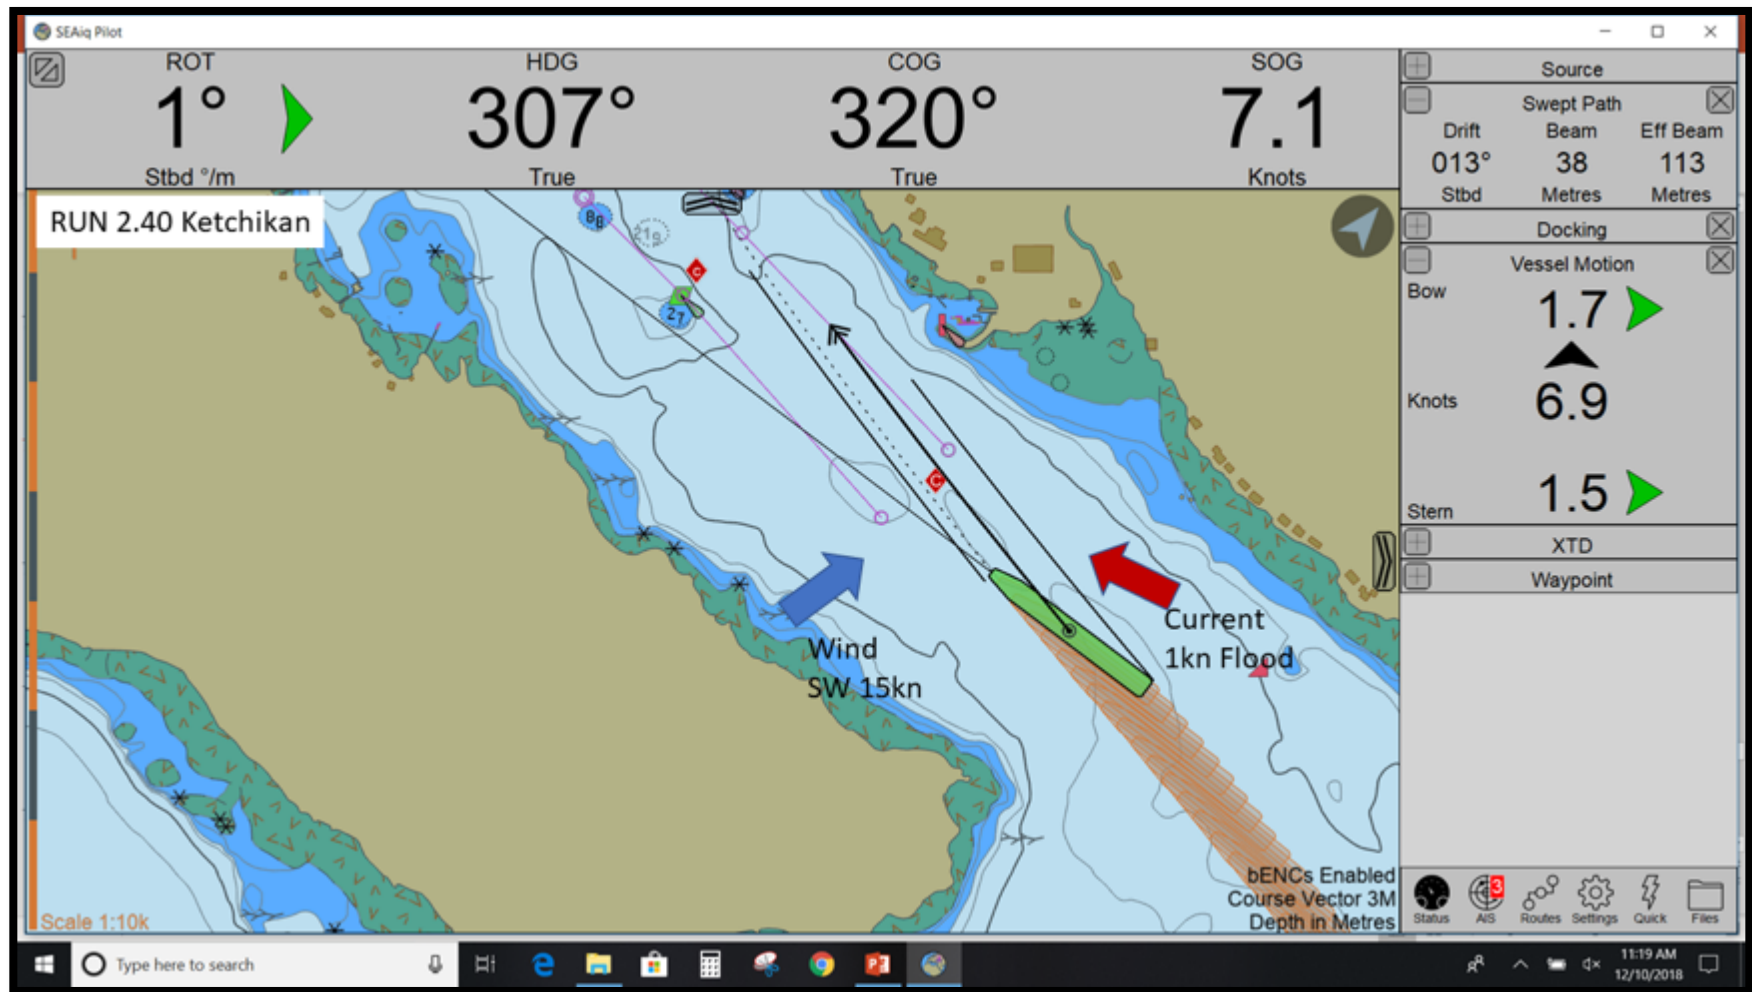 SEAiq Pilot
ROT
HDG
COG
SOG
1°
307°
320°
7.1
Stbd °/m
True
True
Knots
Source
Swept Path
Drift Beam Eff Beam
013° 38 113
Stbd Metres Metres
Docking
Vessel Motion
Bow
1.7
Knots
6.9
1.5
Stern
XTD
Waypoint
RUN 2.40 Ketchikan
8
C
27
C
Wind
SW 15kn
Current
1kn Flood
bENCs Enabled
Course Vector 3M
Depth in Metres
Scale 1:10k
3
Status AIS Routes Settings Quick Files
Type here to search
11:19 AM
12/10/2018